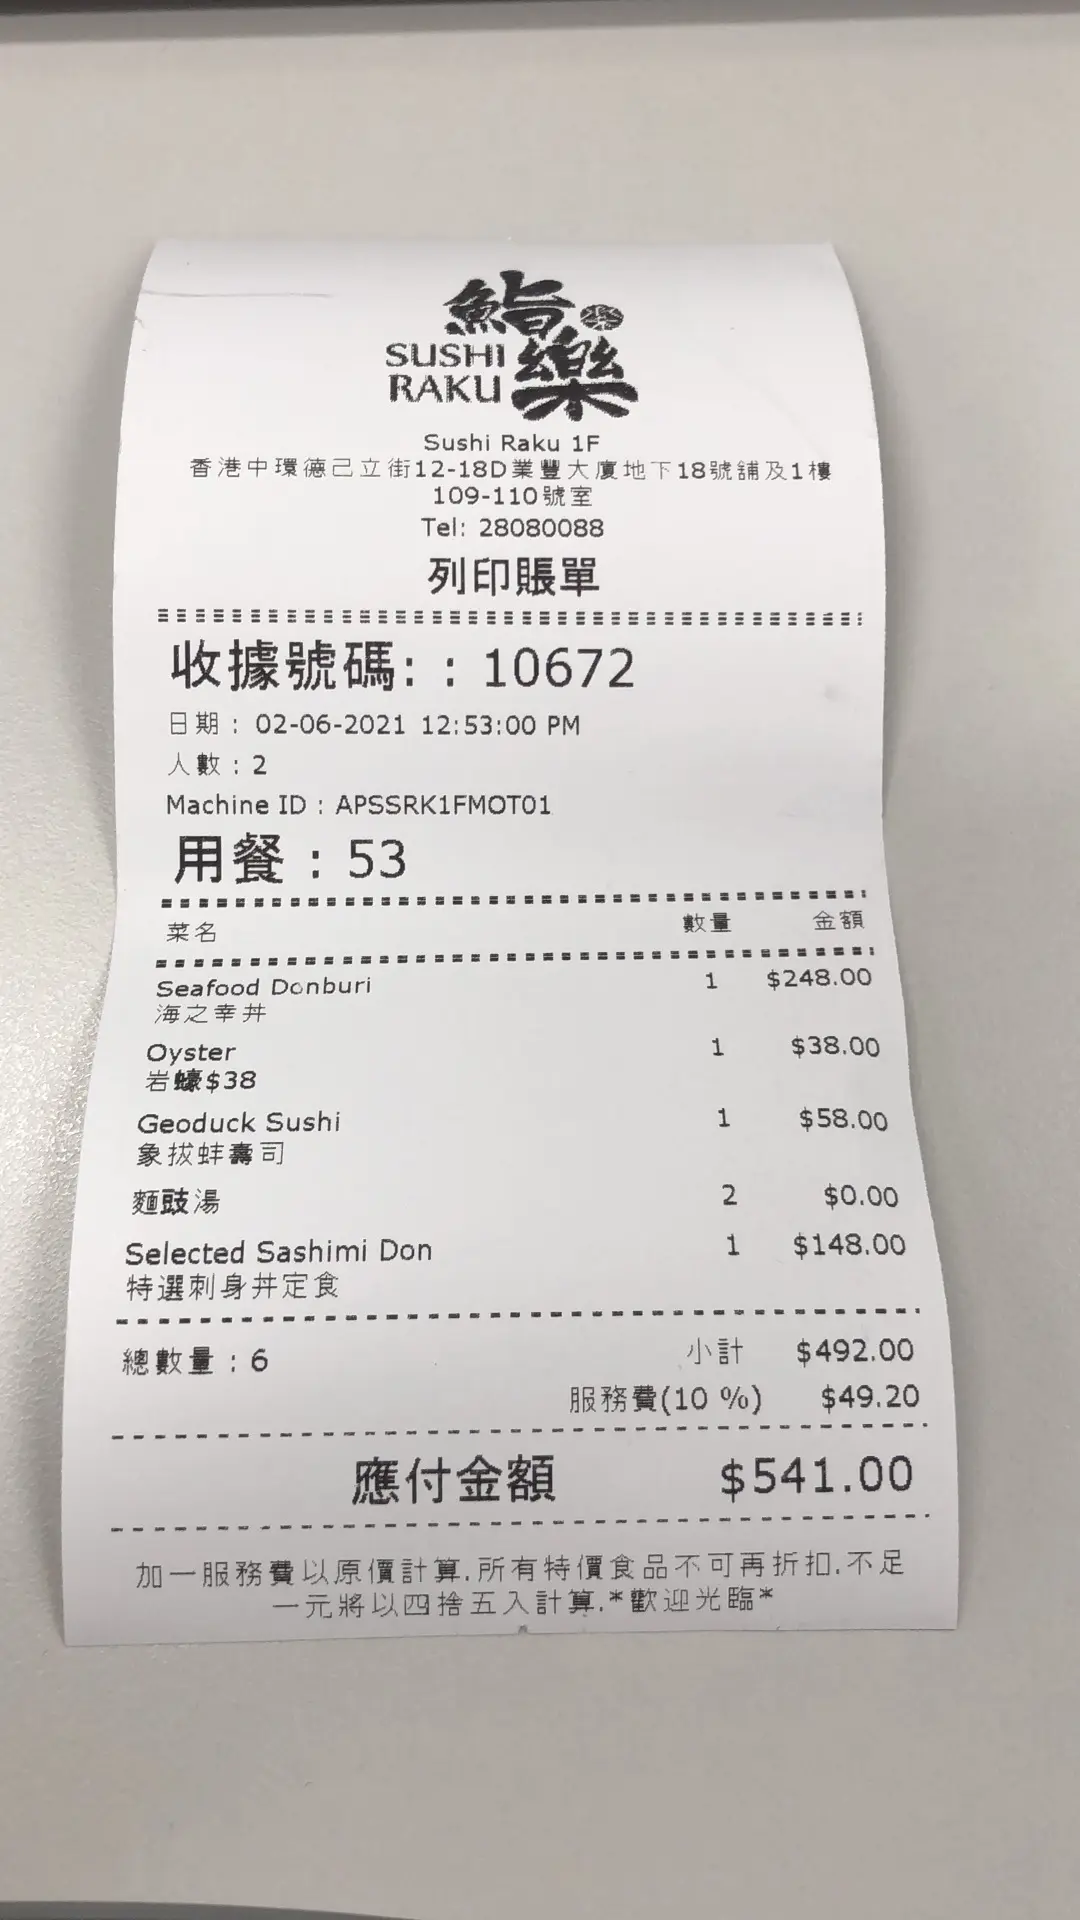 鮨樂
SUSHI
RAKU
Sushi Raku 1F
香港中環德己立街12-18D業豐大廈地下18號舖及1樓
109-110號室
Tel: 28080088
列印賬單
收據號碼: : 10672
日期 : 02-06-2021 12:53:00 PM
人數 : 2
Machine ID : APSSRK1FMOT01
用餐 : 53
菜名 數量 金額
Seafood Donburi 1 $248.00
海之幸丼
Oyster 1 $38.00
岩蠔$38
Geoduck Sushi 1 $58.00
象拔蚌壽司
麵豉湯 2 $0.00
Selected Sashimi Don 1 $148.00
特選刺身丼定食
總數量 : 6 小計 $492.00
服務費(10 %) $49.20
應付金額 $541.00
加一服務費以原價計算.所有特價食品不可再折扣.不足
一元將以四捨五入計算.*歡迎光臨*